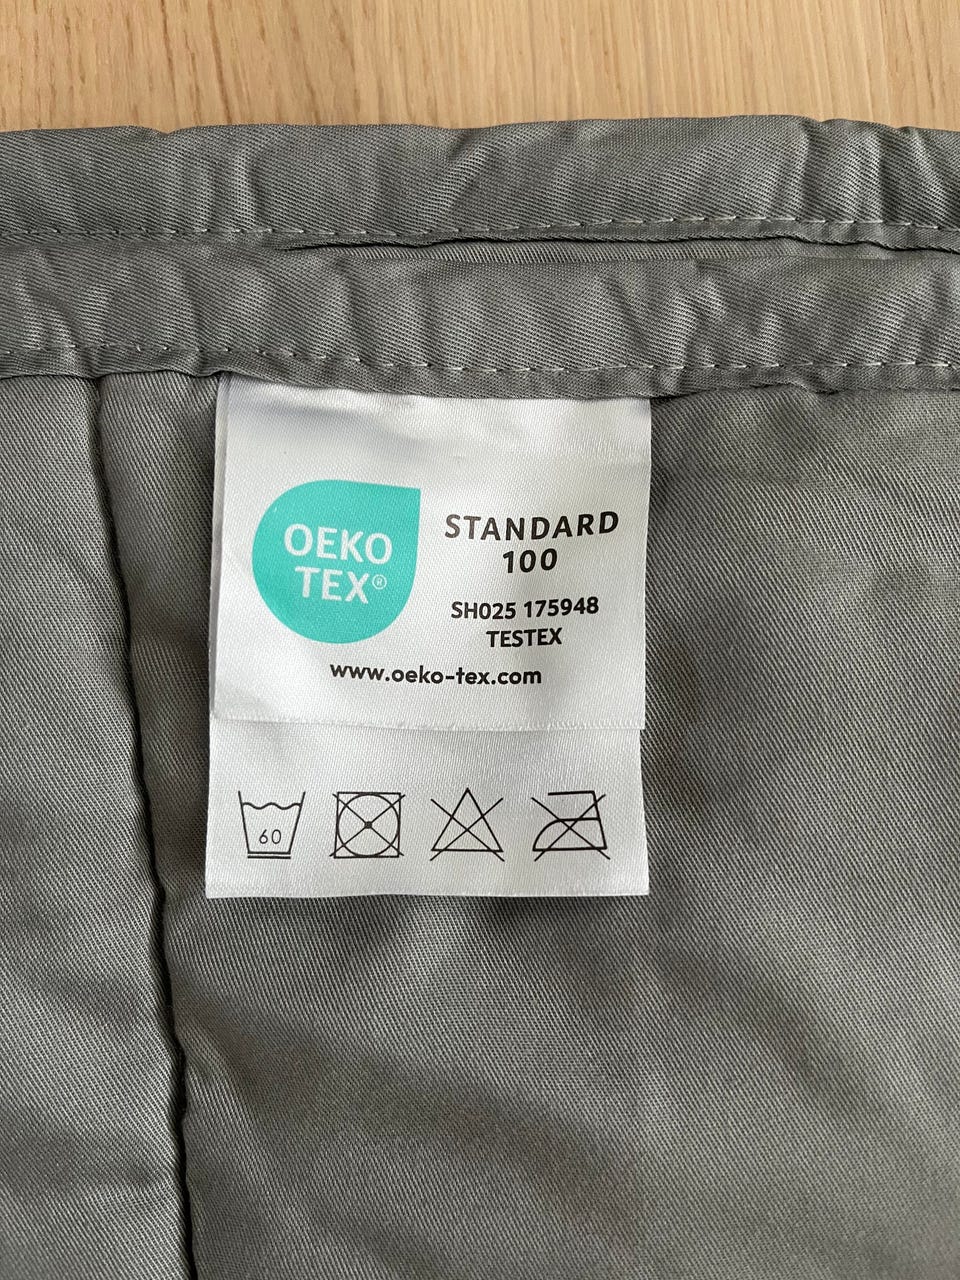 OEKO
TEX®
STANDARD
100
SH025 175948
TESTEX
www.oeko-tex.com
60